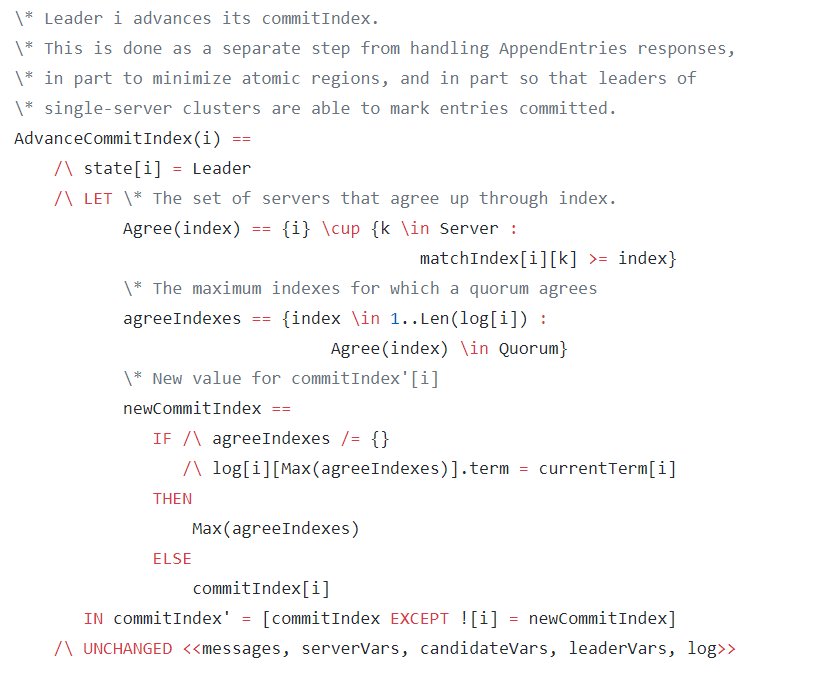 \* Leader i advances its commitIndex.
\* This is done as a separate step from handling AppendEntries responses,
\* in part to minimize atomic regions, and in part so that leaders of
\* single-server clusters are able to mark entries committed.
AdvanceCommitIndex(i) ==
    /\ state[i] = Leader
    /\ LET \* The set of servers that agree up through index.
           Agree(index) == {i} \cup {k \in Server :
                                         matchIndex[i][k] >= index}
           \* The maximum indexes for which a quorum agrees
           agreeIndexes == {index \in 1..Len(log[i]) :
                                Agree(index) \in Quorum}
           \* New value for commitIndex'[i]
           newCommitIndex ==
              IF /\ agreeIndexes /= {}
                 /\ log[i][Max(agreeIndexes)].term = currentTerm[i]
              THEN
                  Max(agreeIndexes)
              ELSE
                  commitIndex[i]
       IN commitIndex' = [commitIndex EXCEPT ![i] = newCommitIndex]
    /\ UNCHANGED <<messages, serverVars, candidateVars, leaderVars, log>>